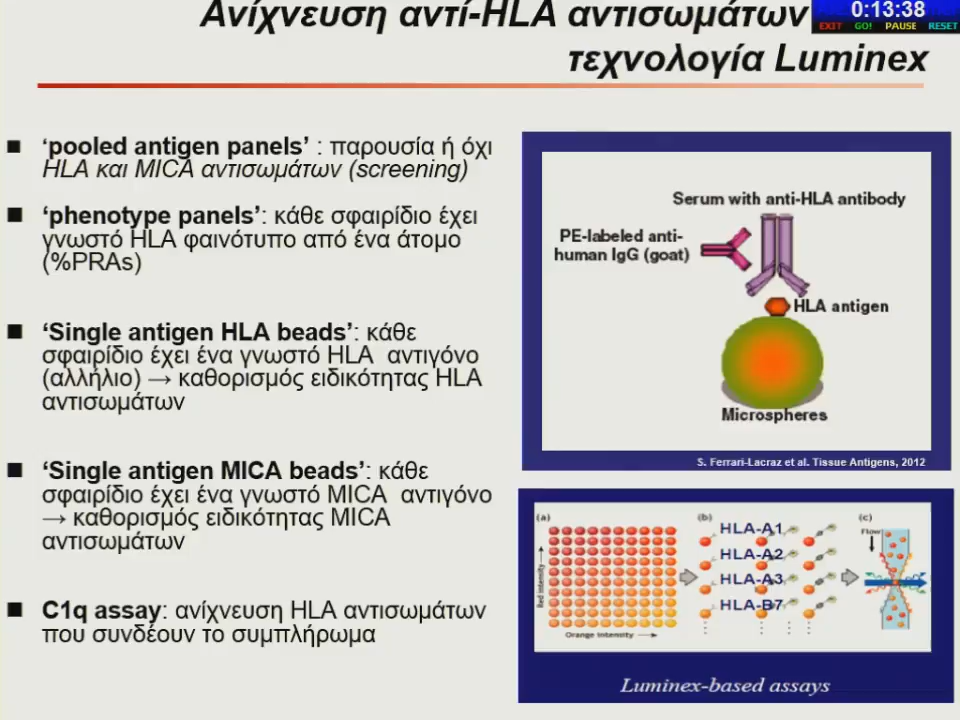 Ανίχνευση αντί-HLA αντισωμάτων
τεχνολογία Luminex
0:13:38
EXIT GO! PAUSE RESET
■ ‘pooled antigen panels’ : παρουσία ή όχι
HLA και MICA αντισωμάτων (screening)
■ ‘phenotype panels’: κάθε σφαιρίδιο έχει
γνωστό HLA φαινότυπο από ένα άτομο
(%PRAs)
■ ‘Single antigen HLA beads’: κάθε
σφαιρίδιο έχει ένα γνωστό HLA αντιγόνο
(αλλήλιο) → καθορισμός ειδικότητας HLA
αντισωμάτων
■ ‘Single antigen MICA beads’: κάθε
σφαιρίδιο έχει ένα γνωστό MICA αντιγόνο
→ καθορισμός ειδικότητας MICA
αντισωμάτων
■ C1q assay: ανίχνευση HLA αντισωμάτων
που συνδέουν το συμπλήρωμα
Serum with anti-HLA antibody
PE-labeled anti-
human IgG (goat)
HLA antigen
Microspheres
S. Ferrari-Lacraz et al. Tissue Antigens, 2012
(a)
Red intensity
Orange intensity
(b)
HLA-A1
HLA-A2
HLA-A3
HLA-B7
(c)
Flow
Luminex-based assays